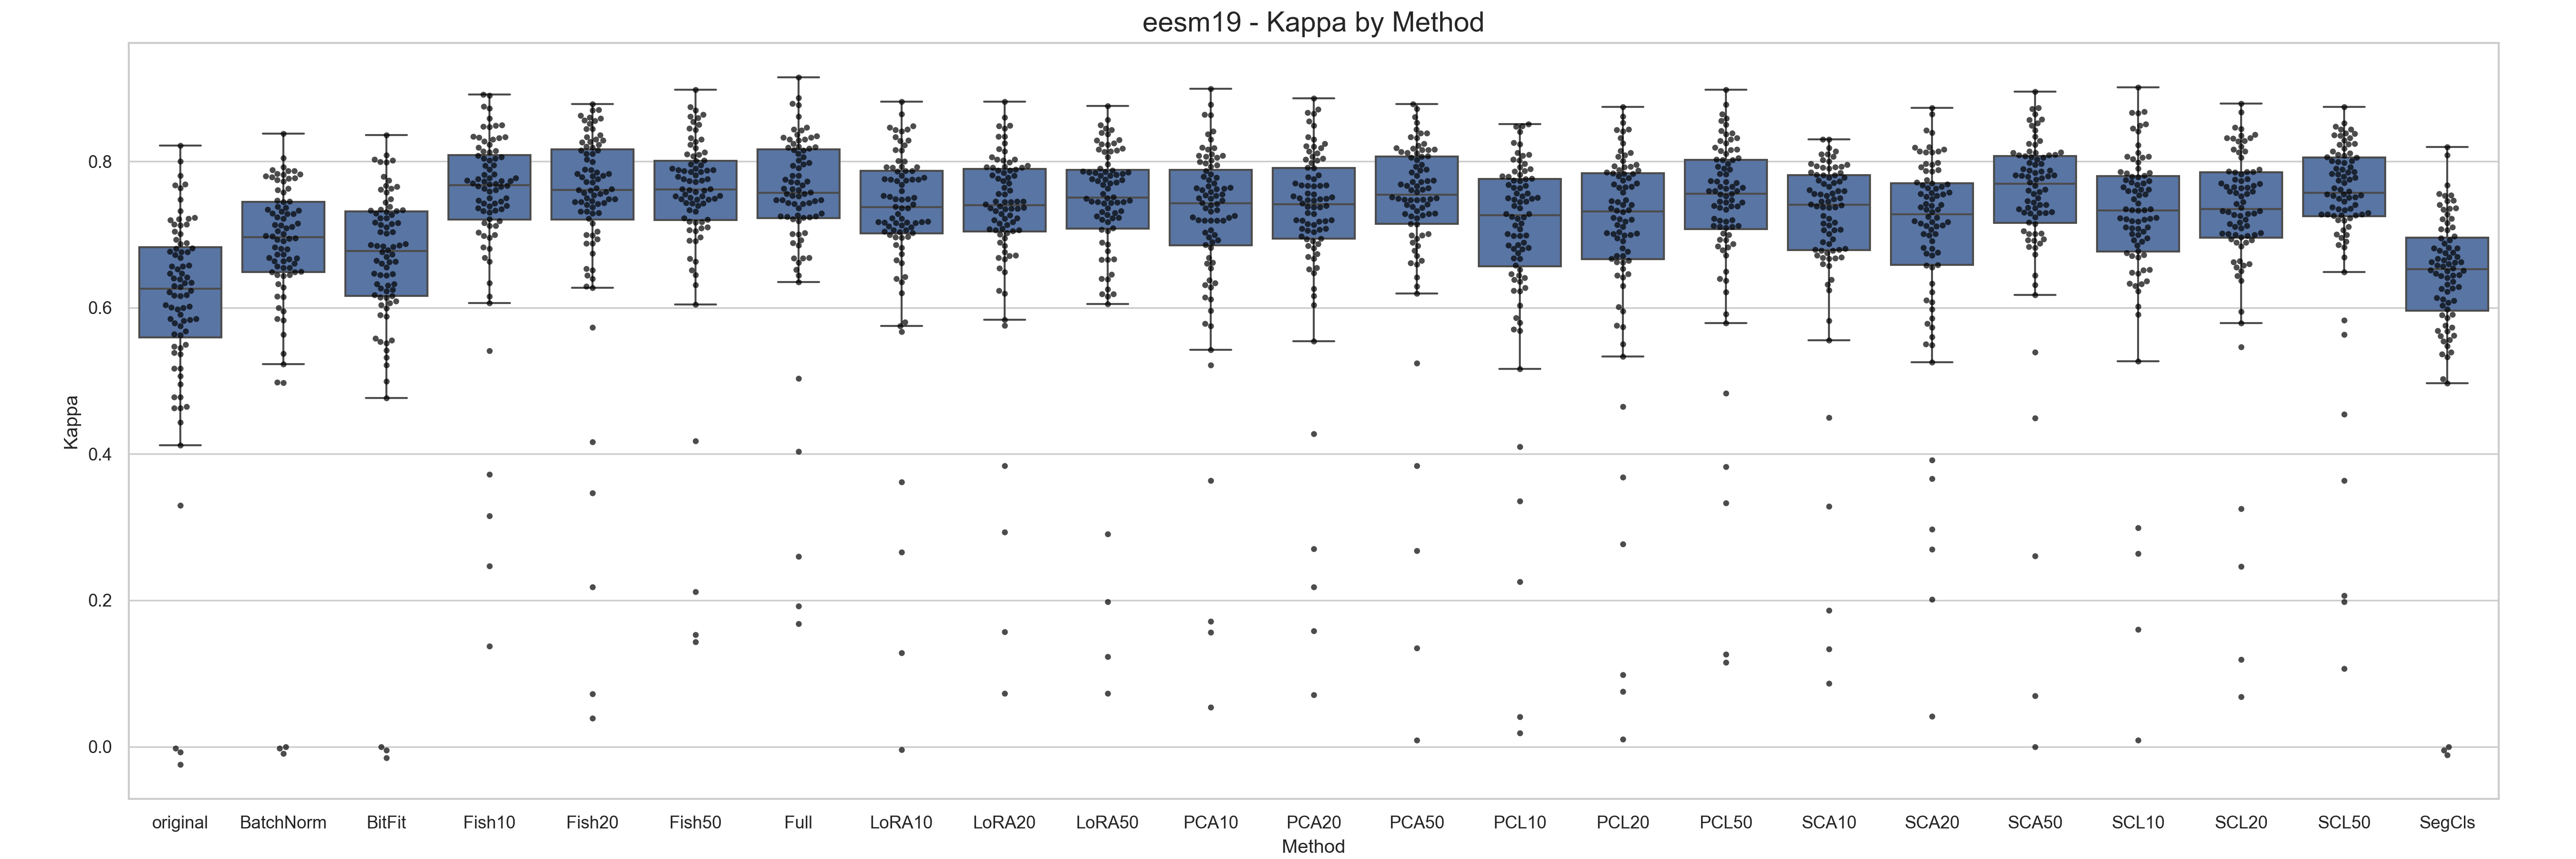 eesm19 - Kappa by Method
Kappa
0.8
0.6
0.4
0.2
0.0
original BatchNorm BitFit Fish10 Fish20 Fish50 Full LoRA10 LoRA20 LoRA50 PCA10 PCA20 PCA50 PCL10 PCL20 PCL50 SCA10 SCA20 SCA50 SCL10 SCL20 SCL50 SegCls
Method